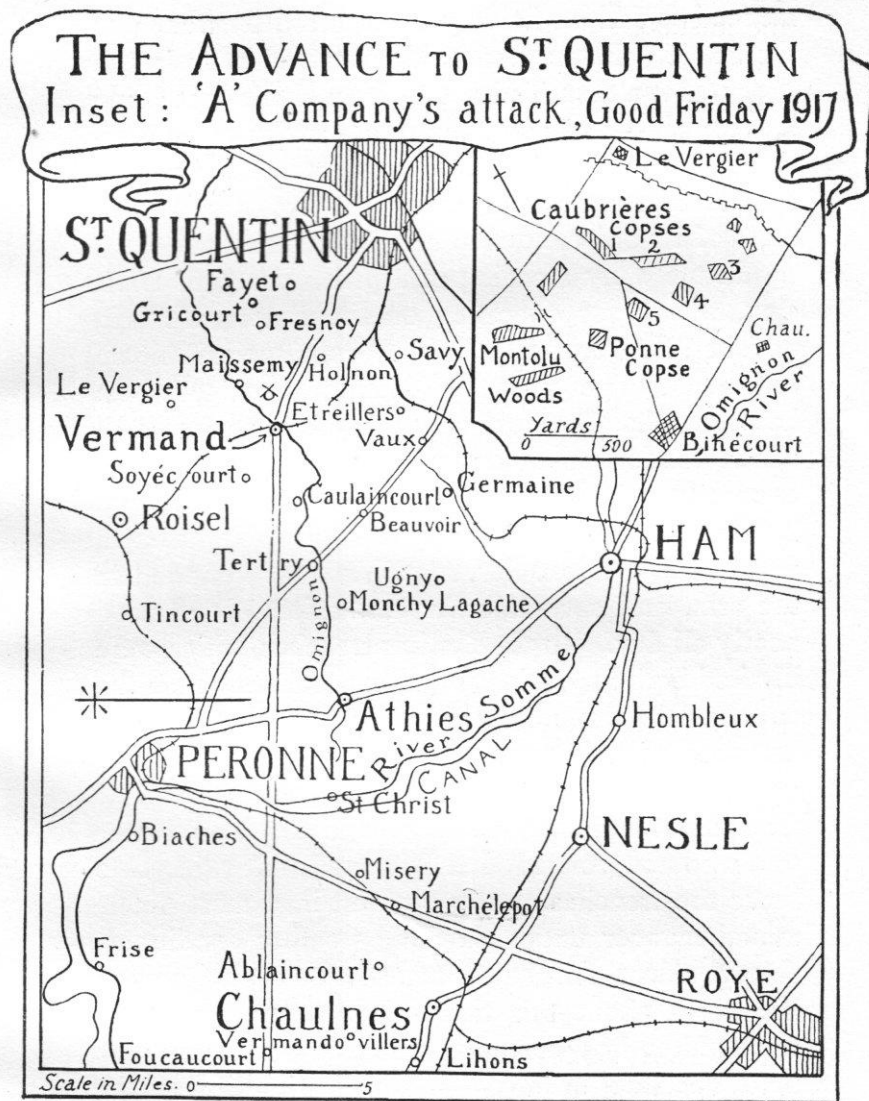 THE ADVANCE TO ST QUENTIN
Inset: 'A' Company's attack, Good Friday 1917
Le Vergier
Caubrières
Copses
1
2
3
4
5
Chau.
Montolu
Woods
Ponne
Copse
Omignon
River
Yards
0 500
Bihécourt
ST QUENTIN
Fayet
Gricourt
Fresnoy
Savy
Maissemy
Holnon
Le Vergier
Etreillers
Vermand
Vaux
Soyécourt
Caulaincourt
Germaine
Beauvoir
Roisel
HAM
Tertry
Ugny
Monchy Lagache
Tincourt
Omignon
River Somme
CANAL
Athies
Hombleux
PERONNE
St Christ
Biaches
NESLE
Misery
Marchélepot
Frise
Ablaincourt
ROYE
Chaulnes
Vermandovillers
Foucaucourt
Lihons
Scale in Miles. 0 5